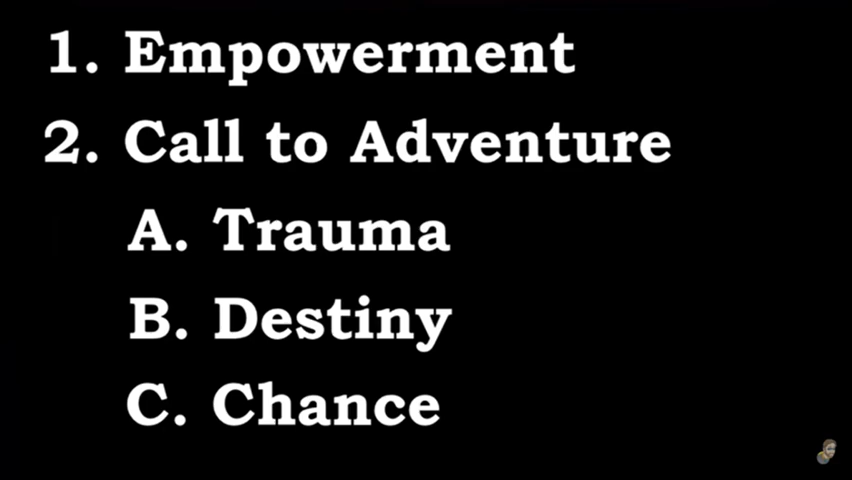 1. Empowerment
2. Call to Adventure
A. Trauma
B. Destiny
C. Chance